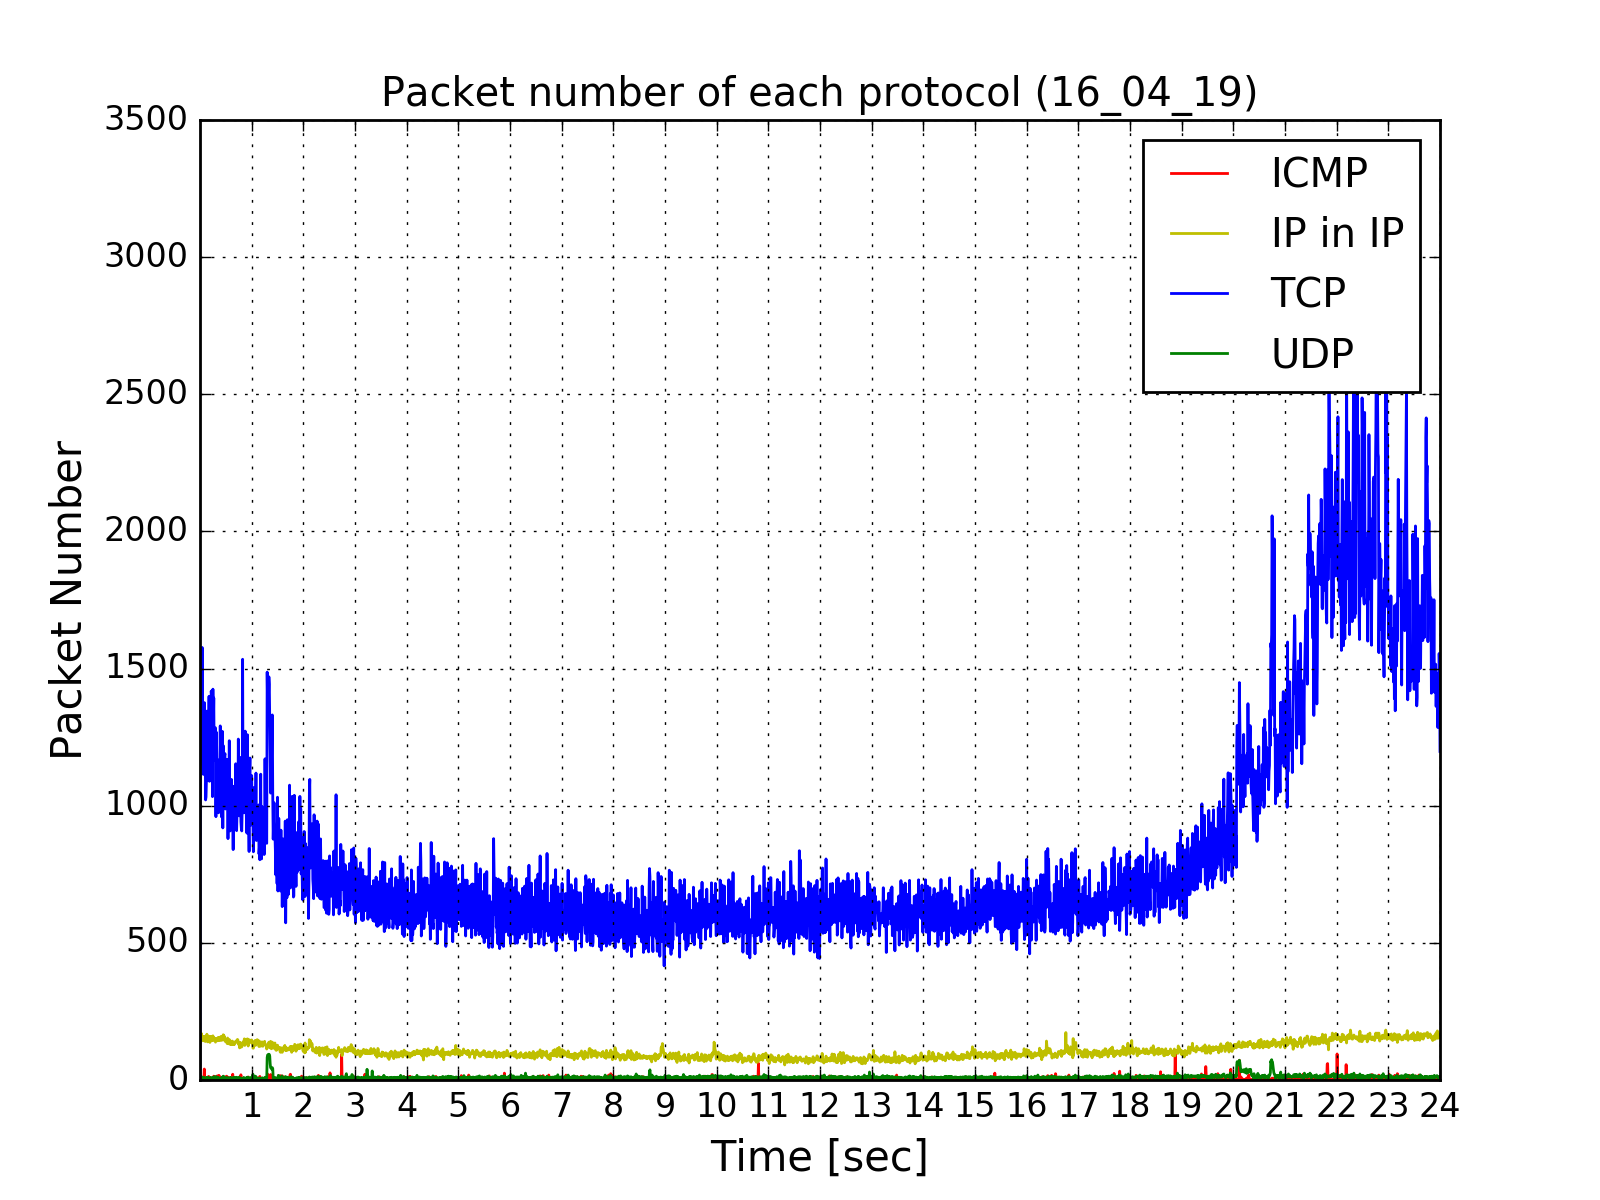 Packet number of each protocol (16_04_19)
3500
3000
2500
2000
1500
1000
500
0
Packet Number
ICMP
IP in IP
TCP
UDP
1 2 3 4 5 6 7 8 9 10 11 12 13 14 15 16 17 18 19 20 21 22 23 24
Time [sec]